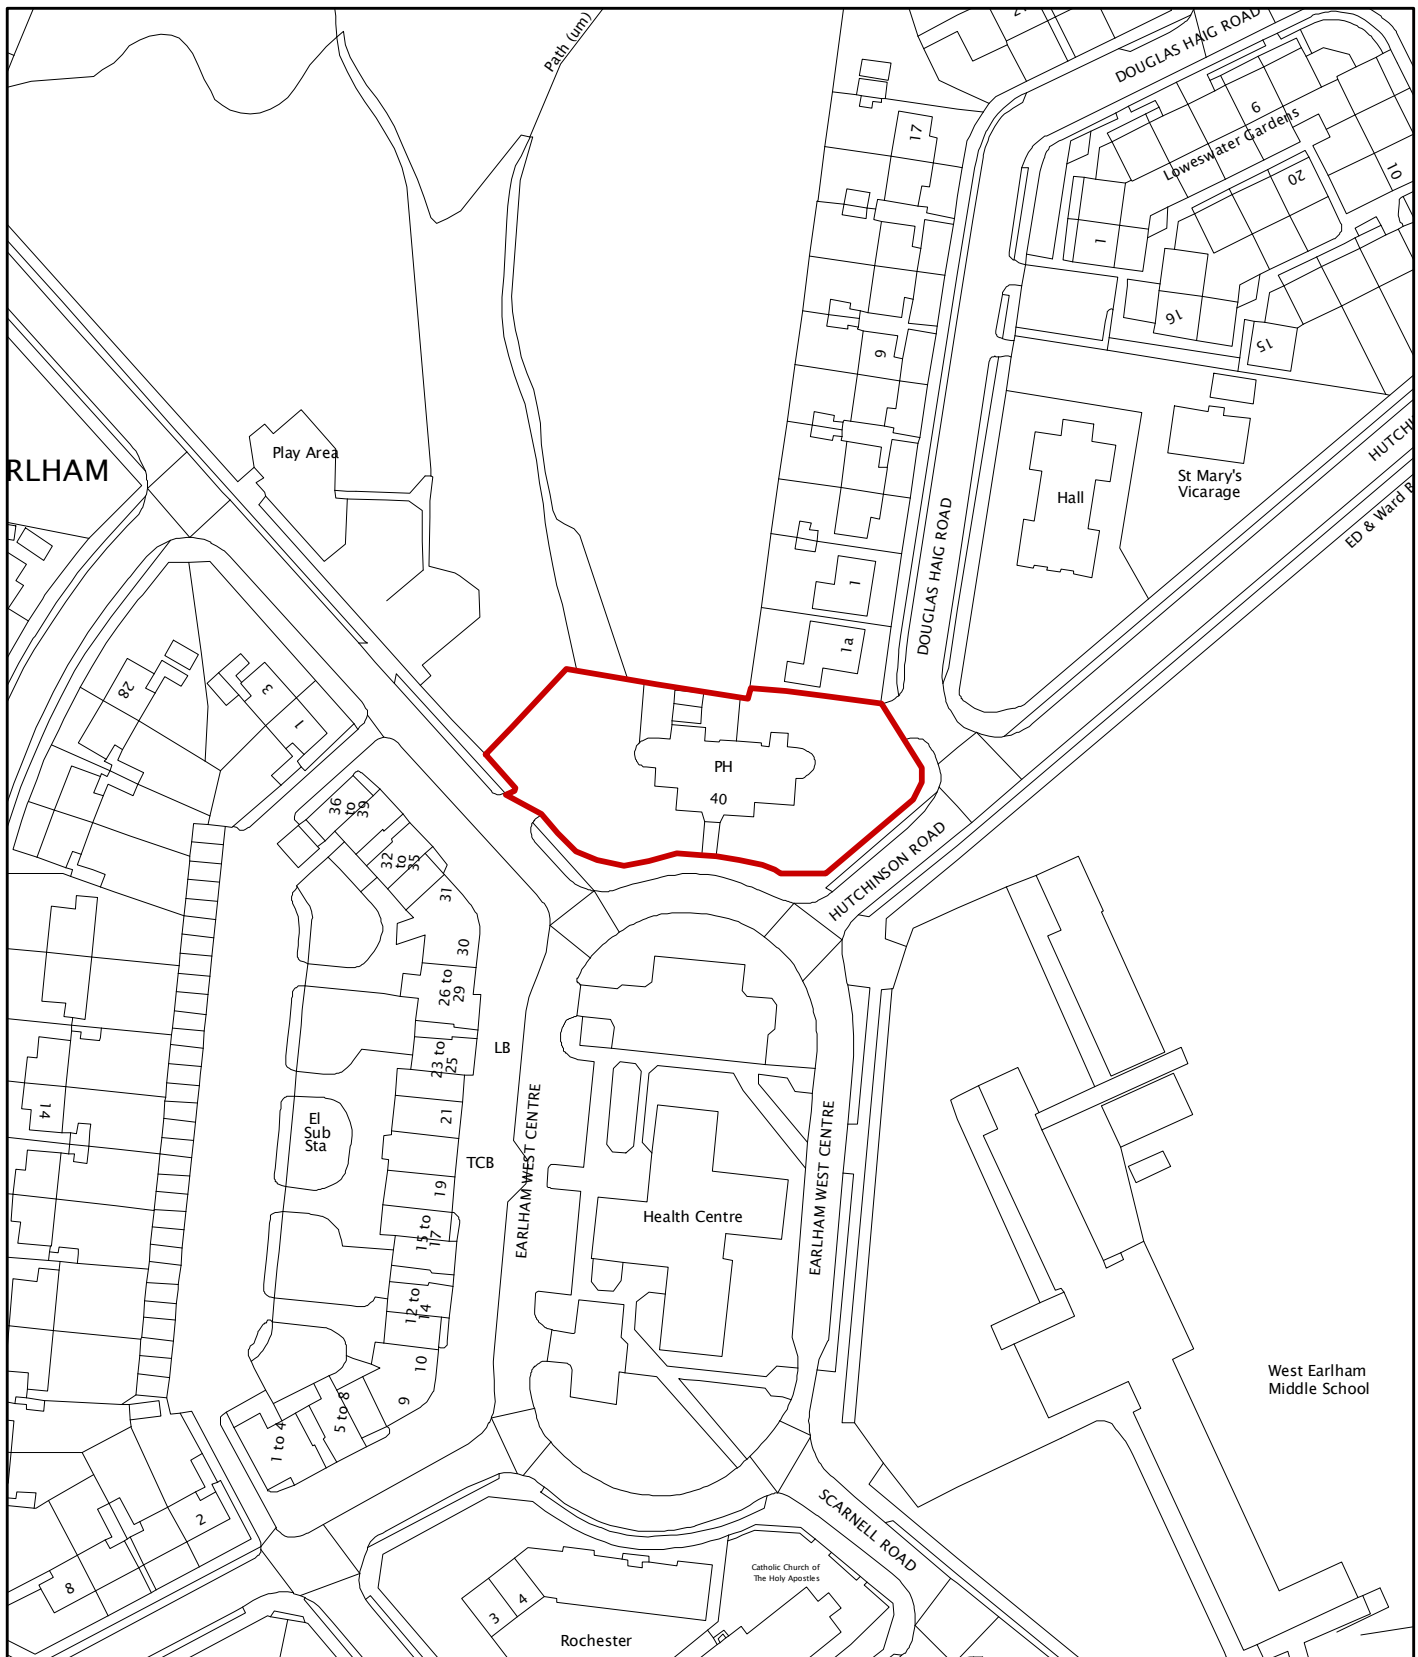 Path (um)
DOUGLAS HAIG ROAD
17
6
Loweswater Gardens
20
10
1
16
15
9
Play Area
RLHAM
Hall
St Mary's
Vicarage
HUTCHI
ED & Ward B
DOUGLAS HAIG ROAD
1
1a
28
3
1
PH
40
36
to
39
32
to
35
31
HUTCHINSON ROAD
30
26 to
29
LB
23 to
25
14
El
Sub
Sta
21
TCB
EARLHAM WEST CENTRE
EARLHAM WEST CENTRE
19
15 to
17
Health Centre
12 to
14
10
9
5 to 8
1 to 4
West Earlham
Middle School
2
8
SCARNELL ROAD
Catholic Church of
The Holy Apostles
3
4
Rochester